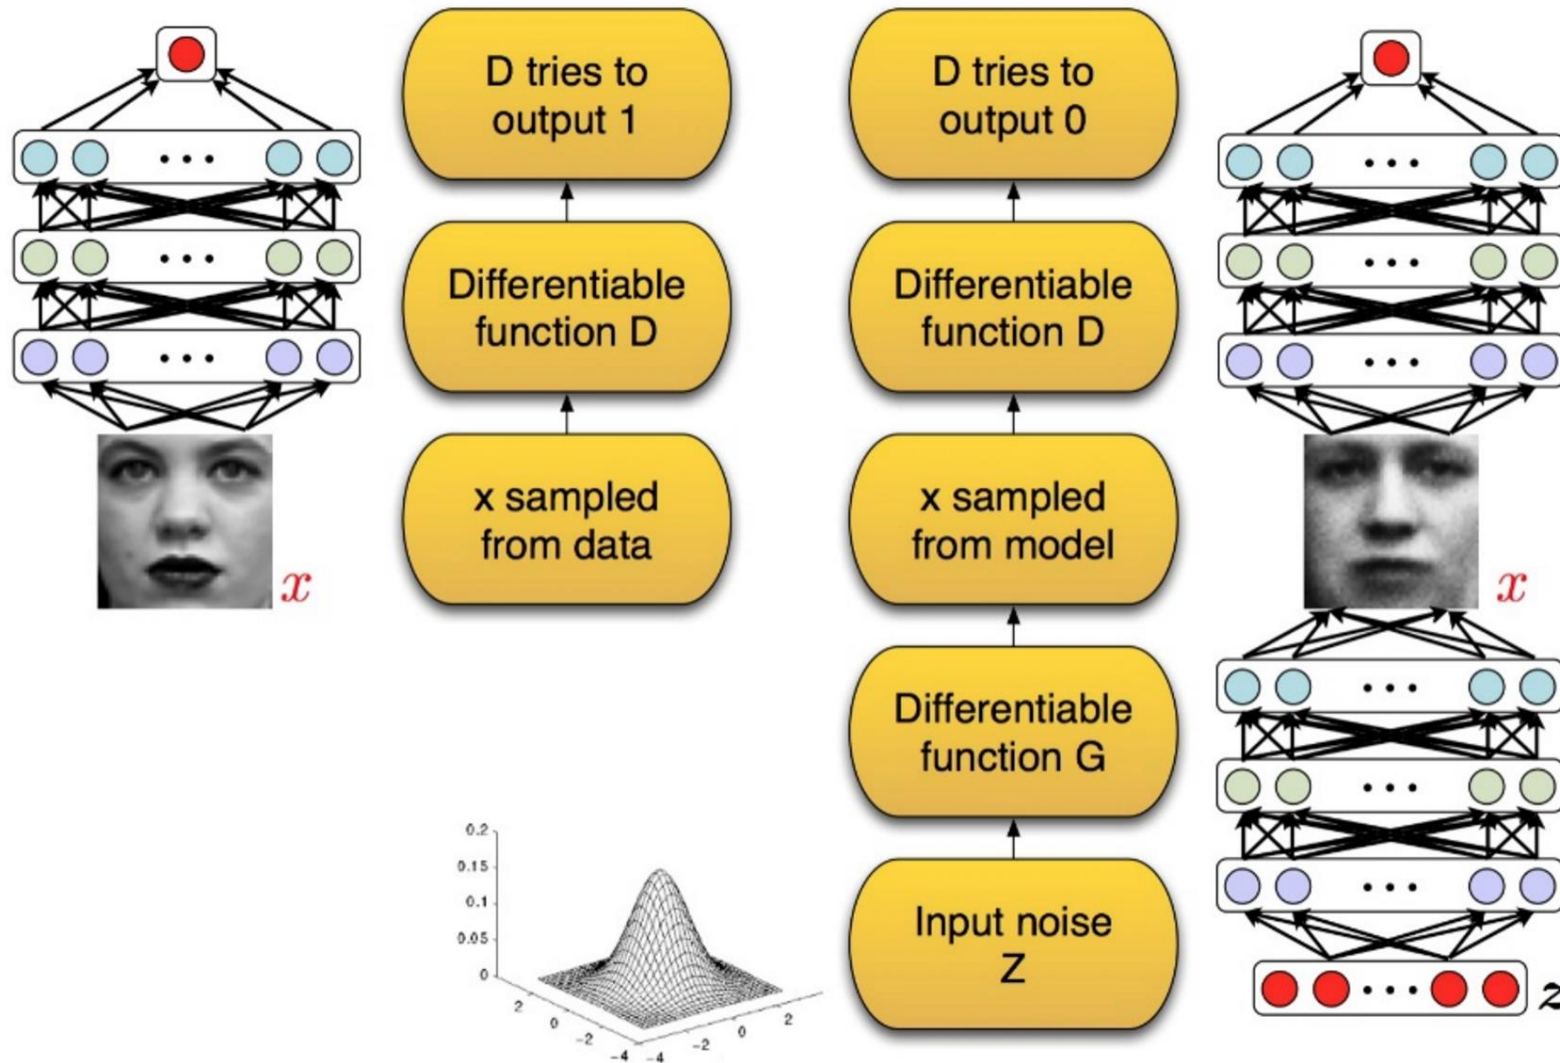 D tries to
output 1
D tries to
output 0
Differentiable
function D
Differentiable
function D
x sampled
from data
x sampled
from model
x
x
Differentiable
function G
Input noise
Z
z
0.2
0.15
0.1
0.05
0
2
0
−2
−4
−4
−2
0
2